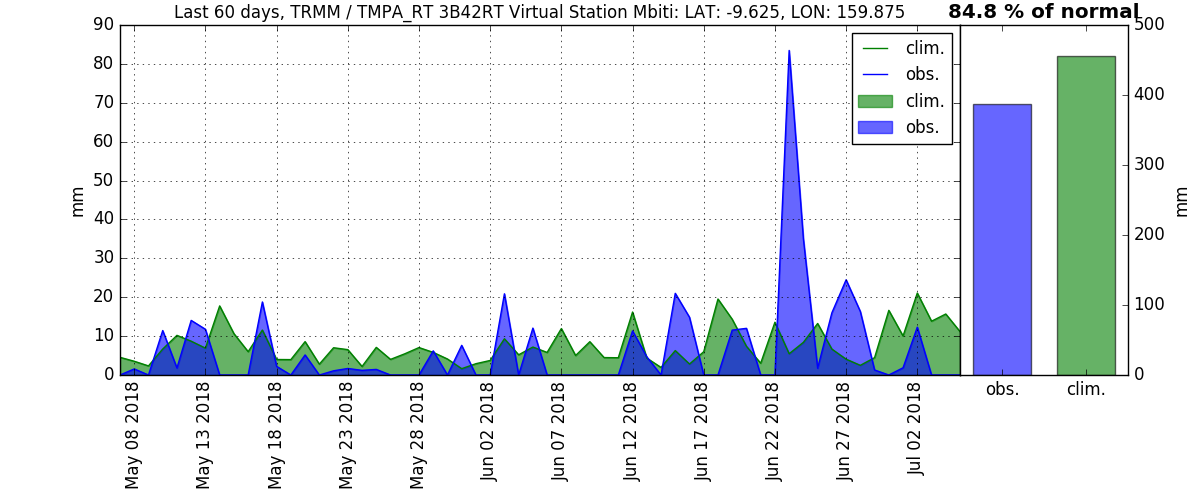 Last 60 days, TRMM / TMPA_RT 3B42RT Virtual Station Mbiti: LAT: -9.625, LON: 159.875
84.8 % of normal
90
80
70
60
50
40
30
20
10
0
mm
clim.
obs.
clim.
obs.
500
400
300
200
100
0
mm
May 08 2018
May 13 2018
May 18 2018
May 23 2018
May 28 2018
Jun 02 2018
Jun 07 2018
Jun 12 2018
Jun 17 2018
Jun 22 2018
Jun 27 2018
Jul 02 2018
obs.
clim.